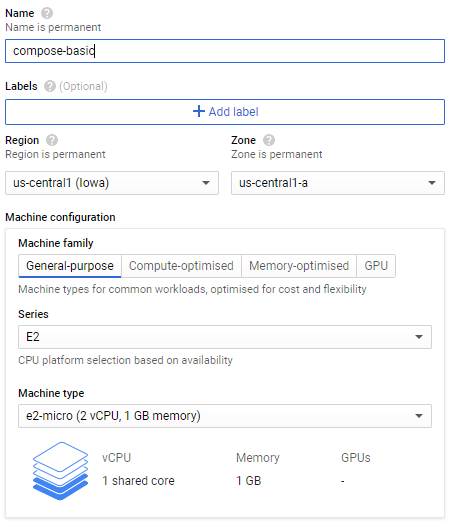 Name ?
Name is permanent
compose-basic
Labels ? (Optional)
+ Add label
Region ? Zone ?
Region is permanent Zone is permanent
us-central1 (Iowa) us-central1-a
Machine configuration
Machine family
General-purpose Compute-optimised Memory-optimised GPU
Machine types for common workloads, optimised for cost and flexibility
Series
E2
CPU platform selection based on availability
Machine type
e2-micro (2 vCPU, 1 GB memory)
vCPU Memory GPUs
1 shared core 1 GB -